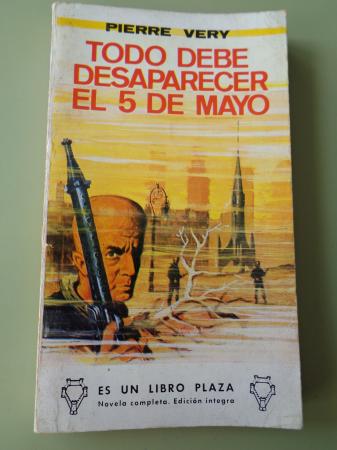 PIERRE VERY
TODO DEBE
DESAPARECER
EL 5 DE MAYO
ES UN LIBRO PLAZA
Novela completa. Edición íntegra